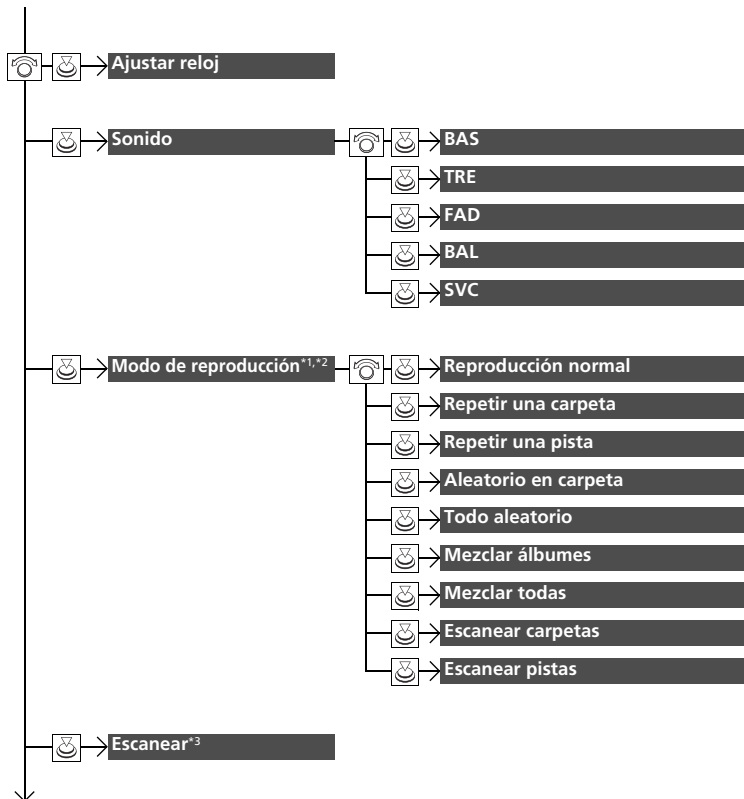 Ajustar reloj
Sonido
BAS
TRE
FAD
BAL
SVC
Modo de reproducción*1,*2
Reproducción normal
Repetir una carpeta
Repetir una pista
Aleatorio en carpeta
Todo aleatorio
Mezclar álbumes
Mezclar todas
Escanear carpetas
Escanear pistas
Escanear*3